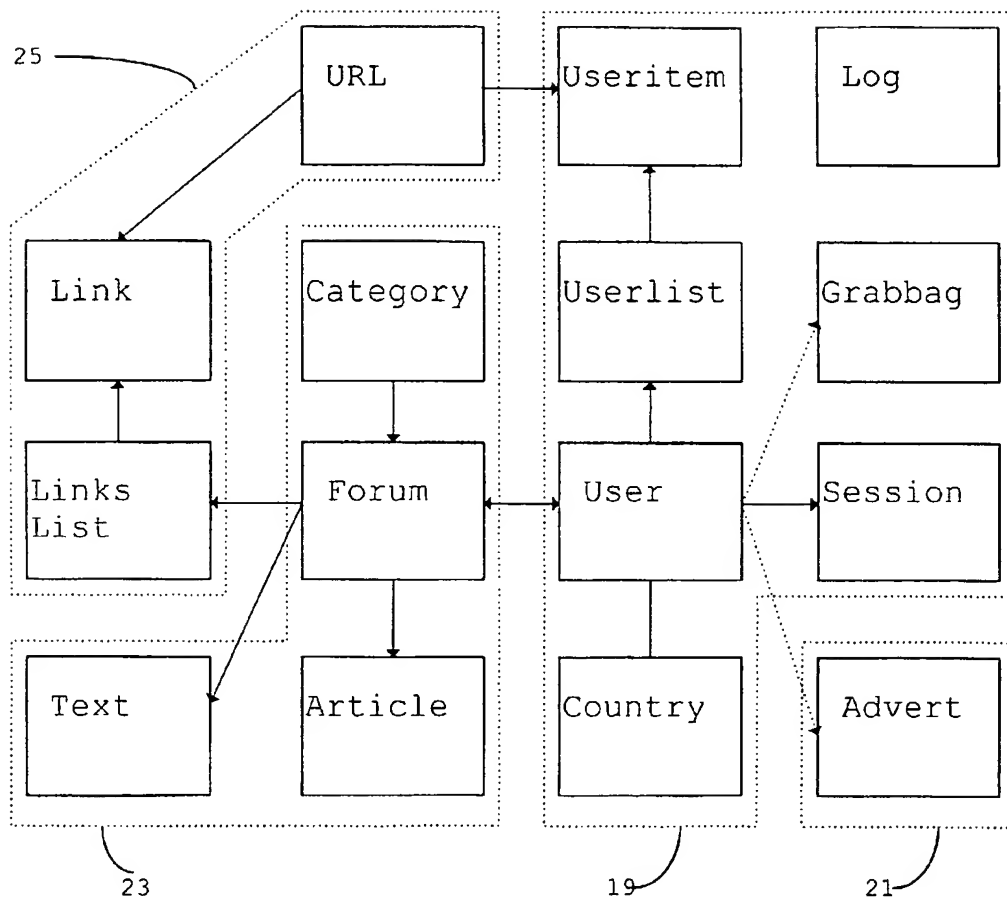 25
URL
Useritem
Log
Link
Category
Userlist
Grabbag
Links
List
Forum
User
Session
Text
Article
Country
Advert
23
19
21